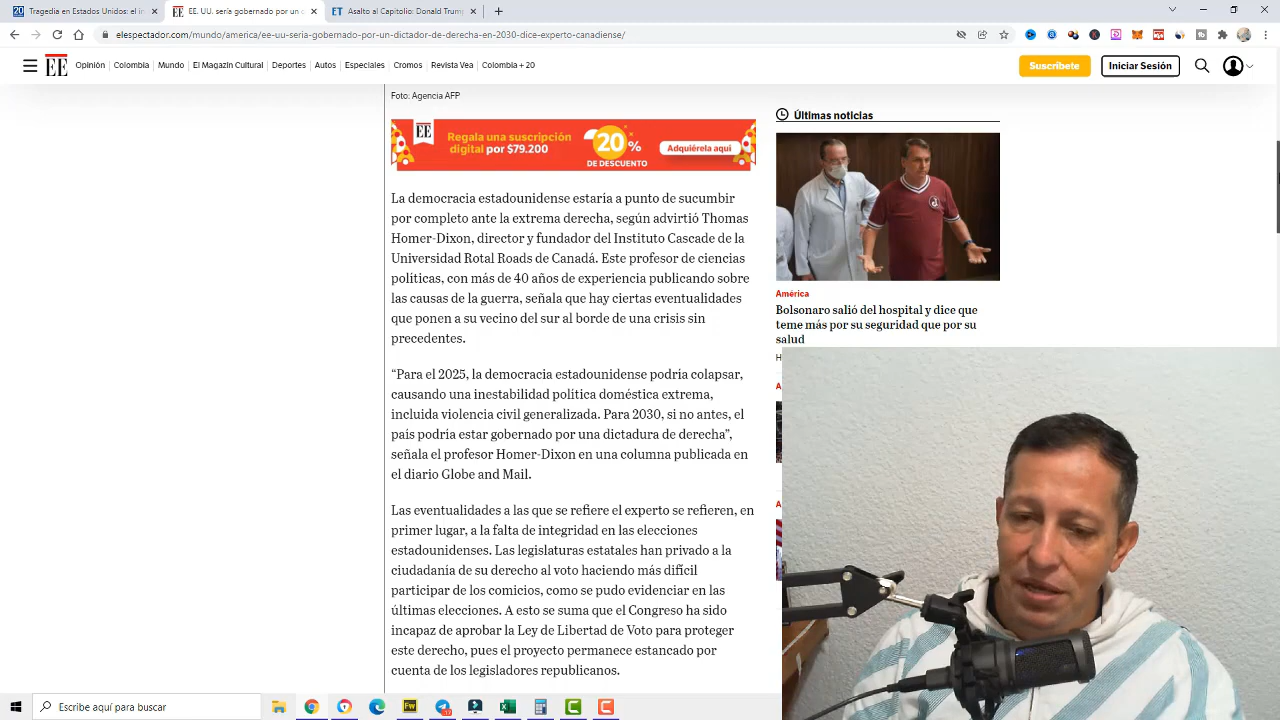 Tragedia en Estados Unidos: el in
EE. UU. sería gobernado por un c
Asalto al Capitolio: Donald Trump
elespectador.com/mundo/america/ee-uu-seria-gobernado-por-un-dictador-de-derecha-en-2030-dice-experto-canadiense/
EE
Opinión
Colombia
Mundo
El Magazín Cultural
Deportes
Autos
Especiales
Cromos
Revista Vea
Colombia + 20
Suscríbete
Iniciar Sesión
Foto: Agencia AFP
EE
Regala una suscripción
digital por $79.200
20%
DE DESCUENTO
Adquiérela aquí
La democracia estadounidense estaría a punto de sucumbir
por completo ante la extrema derecha, según advirtió Thomas
Homer-Dixon, director y fundador del Instituto Cascade de la
Universidad Rotal Roads de Canadá. Este profesor de ciencias
políticas, con más de 40 años de experiencia publicando sobre
las causas de la guerra, señala que hay ciertas eventualidades
que ponen a su vecino del sur al borde de una crisis sin
precedentes.
“Para el 2025, la democracia estadounidense podría colapsar,
causando una inestabilidad política doméstica extrema,
incluida violencia civil generalizada. Para 2030, si no antes, el
país podría estar gobernado por una dictadura de derecha”,
señala el profesor Homer-Dixon en una columna publicada en
el diario Globe and Mail.
Las eventualidades a las que se refiere el experto se refieren, en
primer lugar, a la falta de integridad en las elecciones
estadounidenses. Las legislaturas estatales han privado a la
ciudadanía de su derecho al voto haciendo más difícil
participar de los comicios, como se pudo evidenciar en las
últimas elecciones. A esto se suma que el Congreso ha sido
incapaz de aprobar la Ley de Libertad de Voto para proteger
este derecho, pues el proyecto permanece estancado por
cuenta de los legisladores republicanos.
Últimas noticias
América
Bolsonaro salió del hospital y dice que
teme más por su seguridad que por su
salud
H
A
A
Escribe aquí para buscar